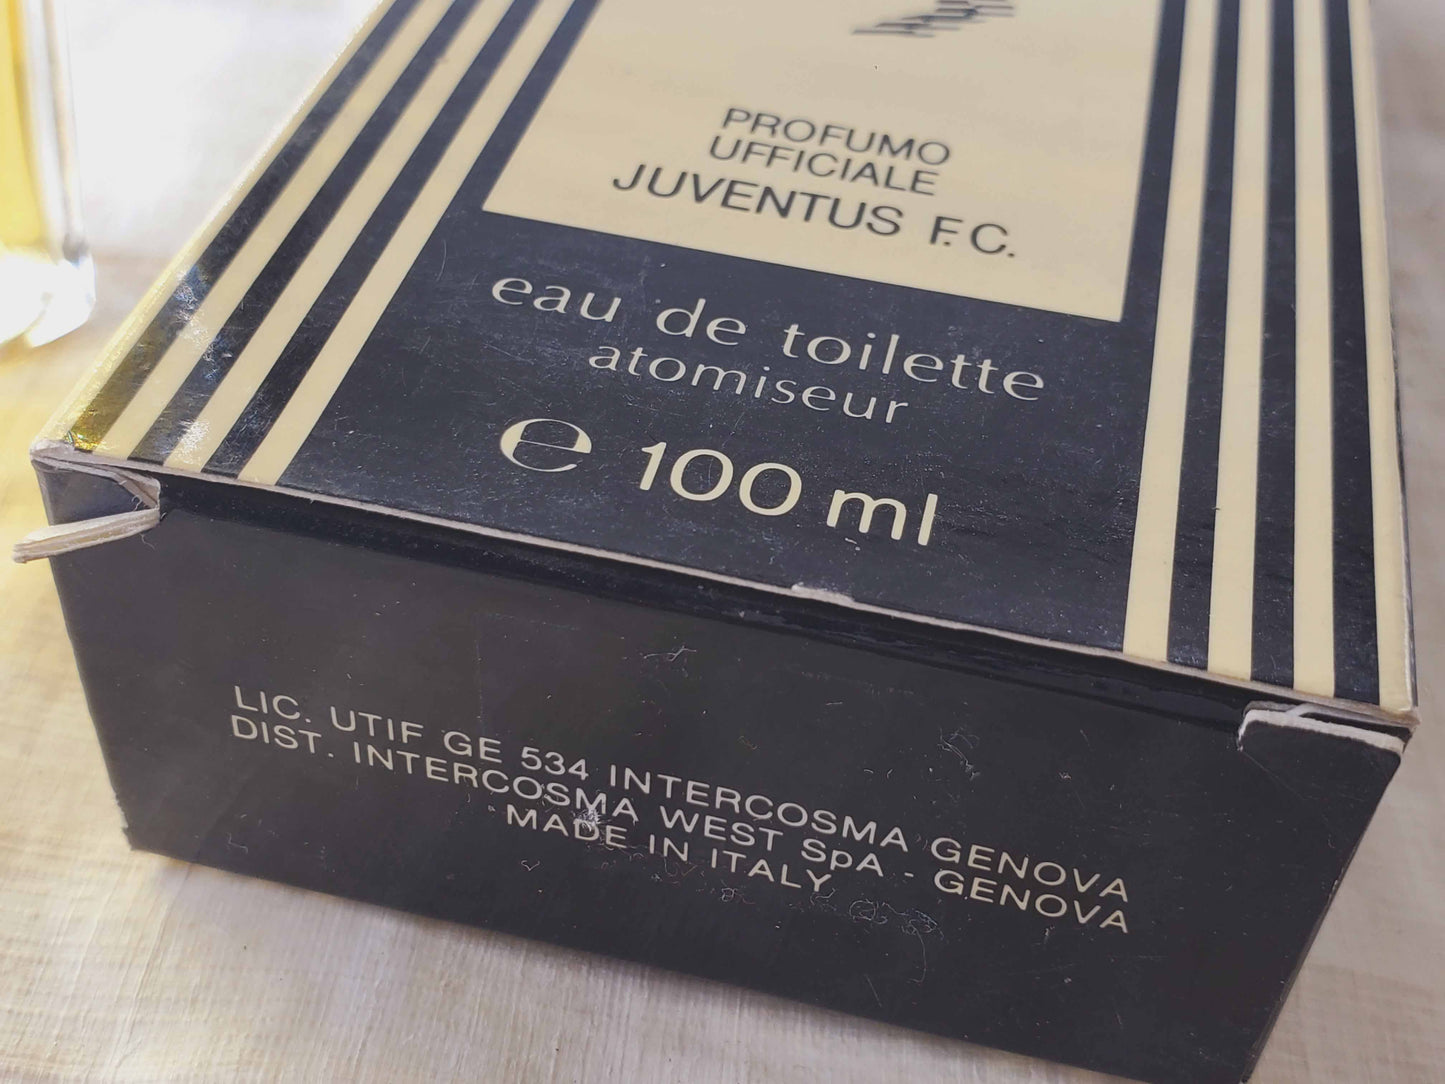 PROFUMO
UFFICIALE
JUVENTUS F.C.
eau de toilette
atomiseur
e 100 ml
LIC. UTIF GE 534 INTERCOSMA GENOVA
DIST. INTERCOSMA WEST SpA - GENOVA
MADE IN ITALY